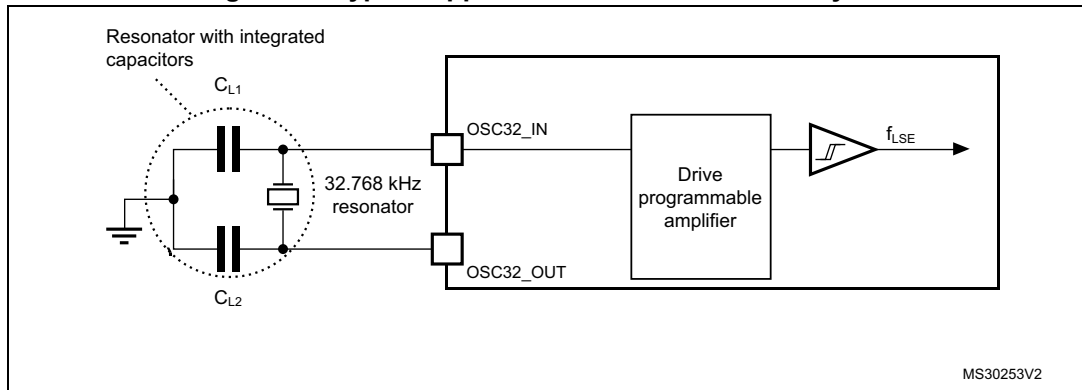 Resonator with integrated
capacitors
CL1
OSC32_IN
fLSE
32.768 kHz
resonator
Drive
programmable
amplifier
OSC32_OUT
CL2
MS30253V2